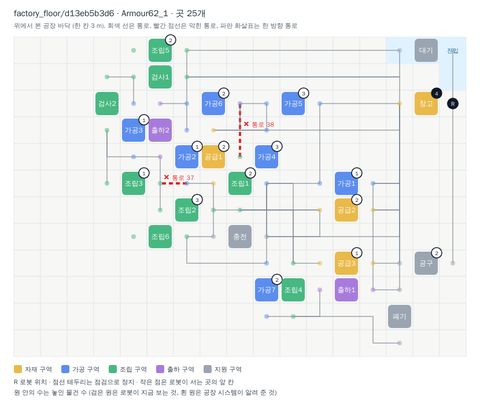 factory_floor/d13eb5b3d6 · Armour62_1 · 곳 25개
위에서 본 공장 바닥 (한 칸 3 m). 회색 선은 통로, 빨간 점선은 막힌 통로, 파란 화살표는 한 방향 통로
조립5 2 대기 전입
검사1
검사2 가공6 2 가공5 3 창고 4 R
가공3 1 출하2 ✕ 통로 38
가공2 1 공급1 2 가공4 3
✕ 통로 37
조립3 1 조립1 2 가공1 1
조립2 3 공급2 2
조립6 충전
공급3 1 공구 2
가공7 2 조립4 출하1
폐기
자재 구역 가공 구역 조립 구역 출하 구역 지원 구역
R 로봇 위치 · 점선 테두리는 점검으로 정지 · 작은 점은 로봇이 서는 곳의 앞 칸
원 안의 수는 놓인 물건 수 (검은 원은 로봇이 지금 보는 것, 흰 원은 공장 시스템이 알려 준 것)